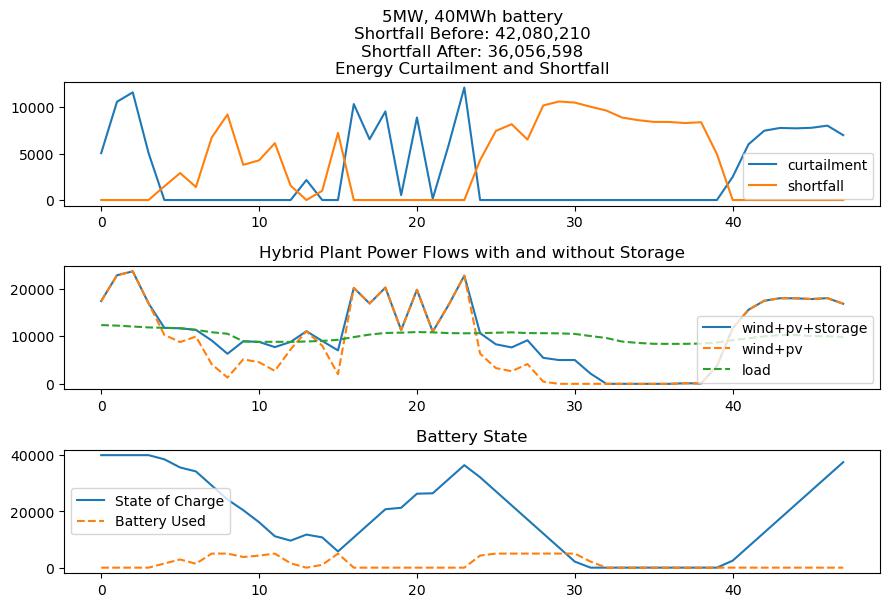 5MW, 40MWh battery
Shortfall Before: 42,080,210
Shortfall After: 36,056,598
Energy Curtailment and Shortfall
10000
5000
0
curtailment
shortfall
0 10 20 30 40
Hybrid Plant Power Flows with and without Storage
20000
10000
0
wind+pv+storage
wind+pv
load
0 10 20 30 40
Battery State
40000
20000
0
State of Charge
Battery Used
0 10 20 30 40